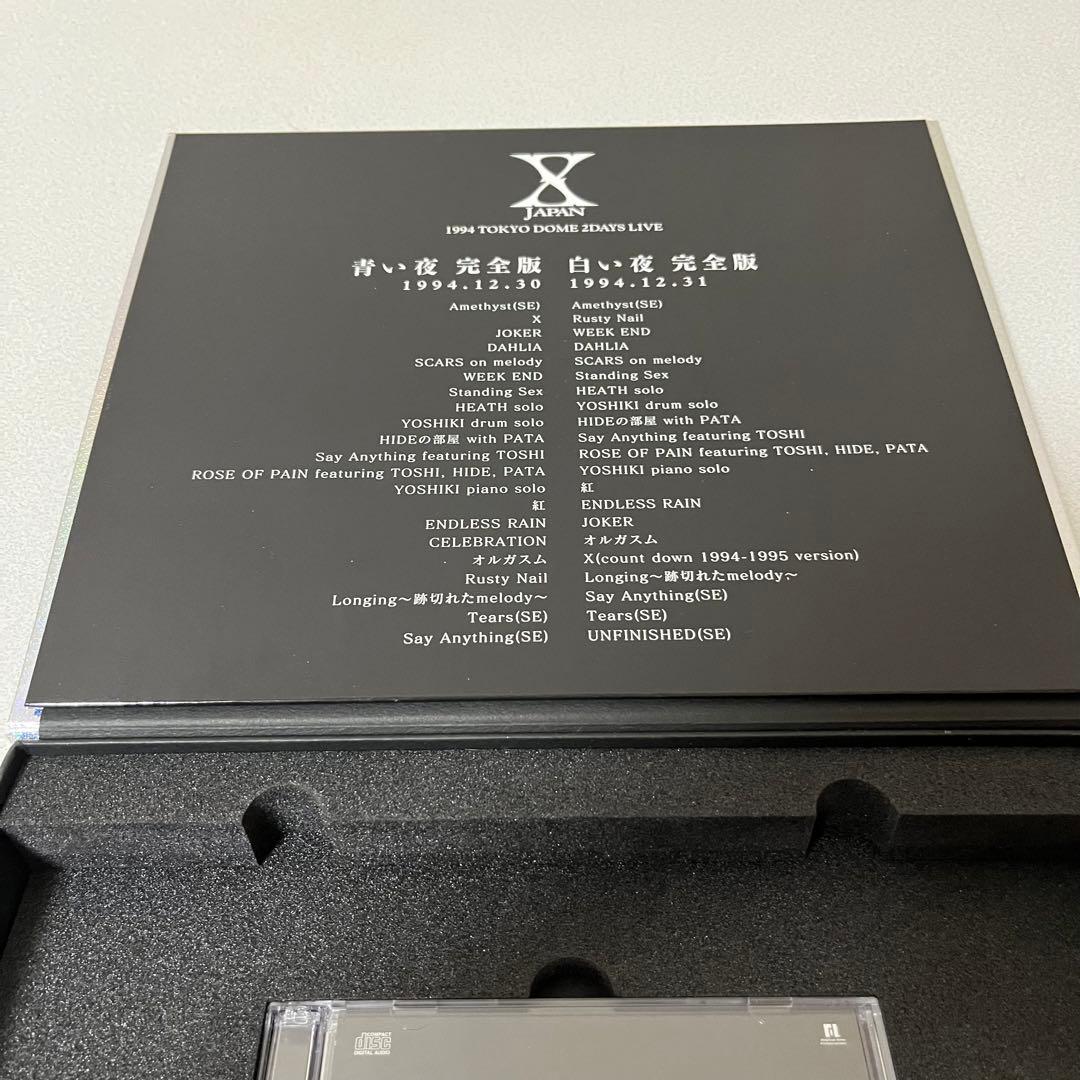 X
JAPAN
1994 TOKYO DOME 2DAYS LIVE
青い夜 完全版
1994.12.30
Amethyst(SE)
X
JOKER
DAHLIA
SCARS on melody
WEEK END
Standing Sex
HEATH solo
YOSHIKI drum solo
HIDEの部屋 with PATA
Say Anything featuring TOSHI
ROSE OF PAIN featuring TOSHI, HIDE, PATA
YOSHIKI piano solo
紅
ENDLESS RAIN
CELEBRATION
オルガスム
Rusty Nail
Longing〜跡切れたmelody〜
Tears(SE)
Say Anything(SE)
白い夜 完全版
1994.12.31
Amethyst(SE)
Rusty Nail
WEEK END
DAHLIA
SCARS on melody
Standing Sex
HEATH solo
YOSHIKI drum solo
HIDEの部屋 with PATA
Say Anything featuring TOSHI
ROSE OF PAIN featuring TOSHI, HIDE, PATA
YOSHIKI piano solo
紅
ENDLESS RAIN
JOKER
オルガスム
X(count down 1994-1995 version)
Longing〜跡切れたmelody〜
Say Anything(SE)
Tears(SE)
UNFINISHED(SE)
COMPACT
disc
DIGITAL AUDIO